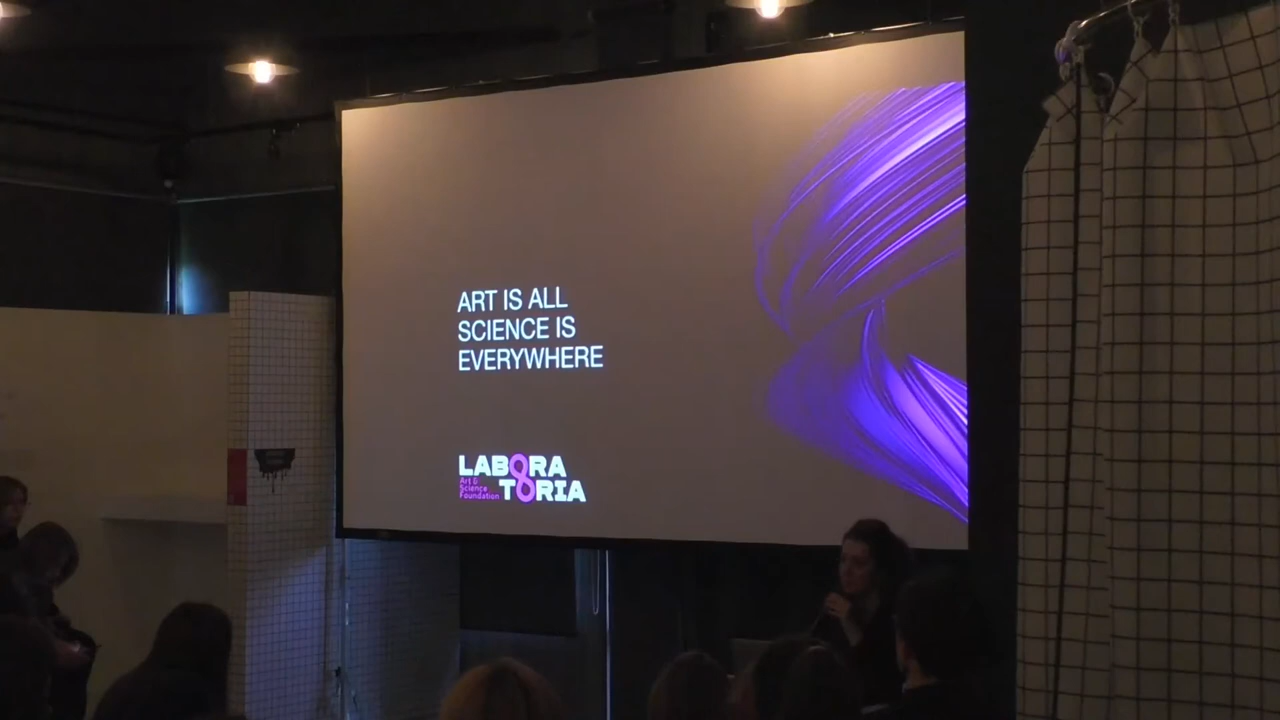 ART IS ALL
SCIENCE IS
EVERYWHERE
LABORA
TORIA
Art &
Science
Foundation